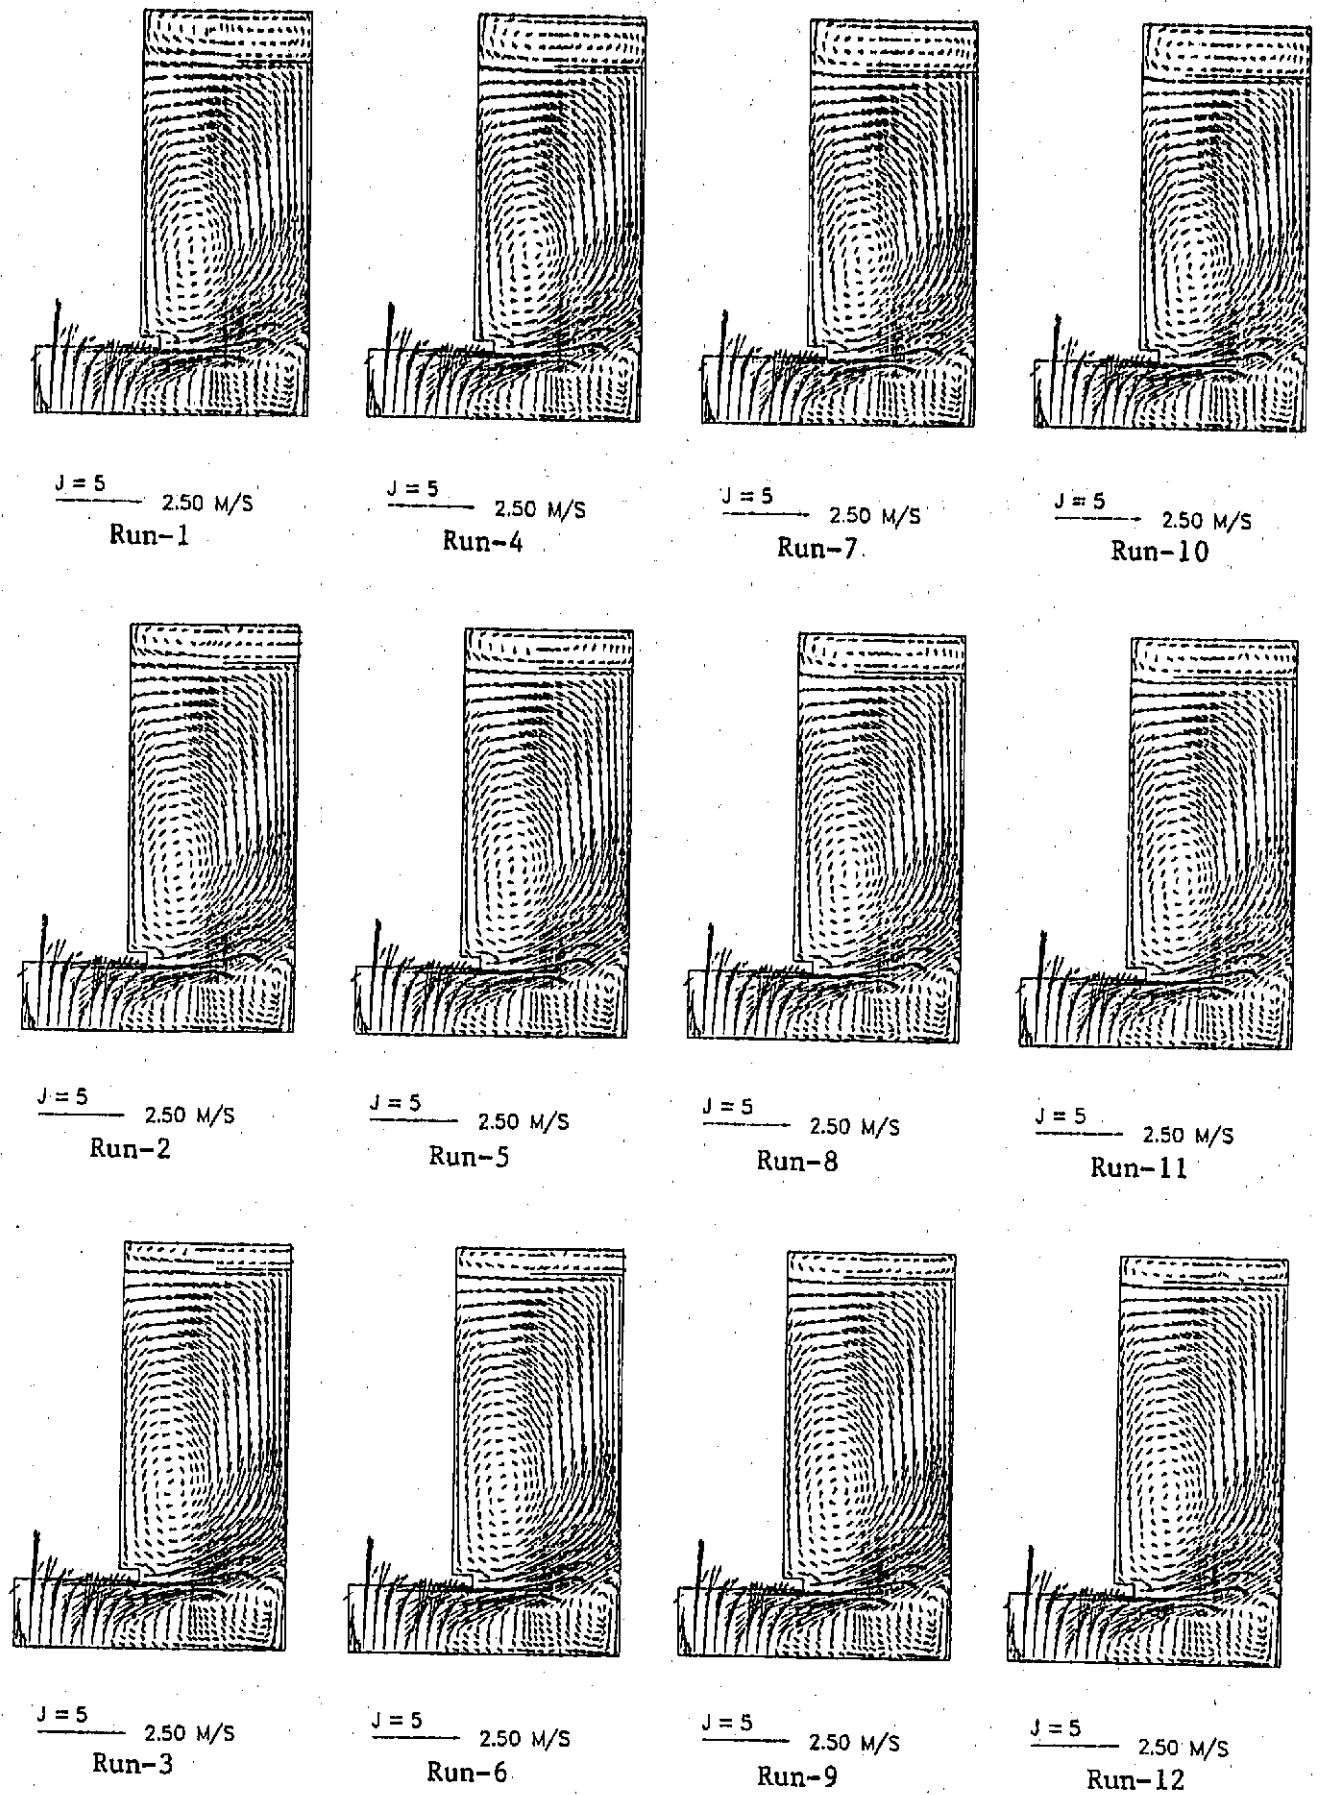 J = 5
2.50 M/S
Run-1
J = 5
2.50 M/S
Run-4
J = 5
2.50 M/S
Run-7
J = 5
2.50 M/S
Run-10
J = 5
2.50 M/S
Run-2
J = 5
2.50 M/S
Run-5
J = 5
2.50 M/S
Run-8
J = 5
2.50 M/S
Run-11
J = 5
2.50 M/S
Run-3
J = 5
2.50 M/S
Run-6
J = 5
2.50 M/S
Run-9
J = 5
2.50 M/S
Run-12